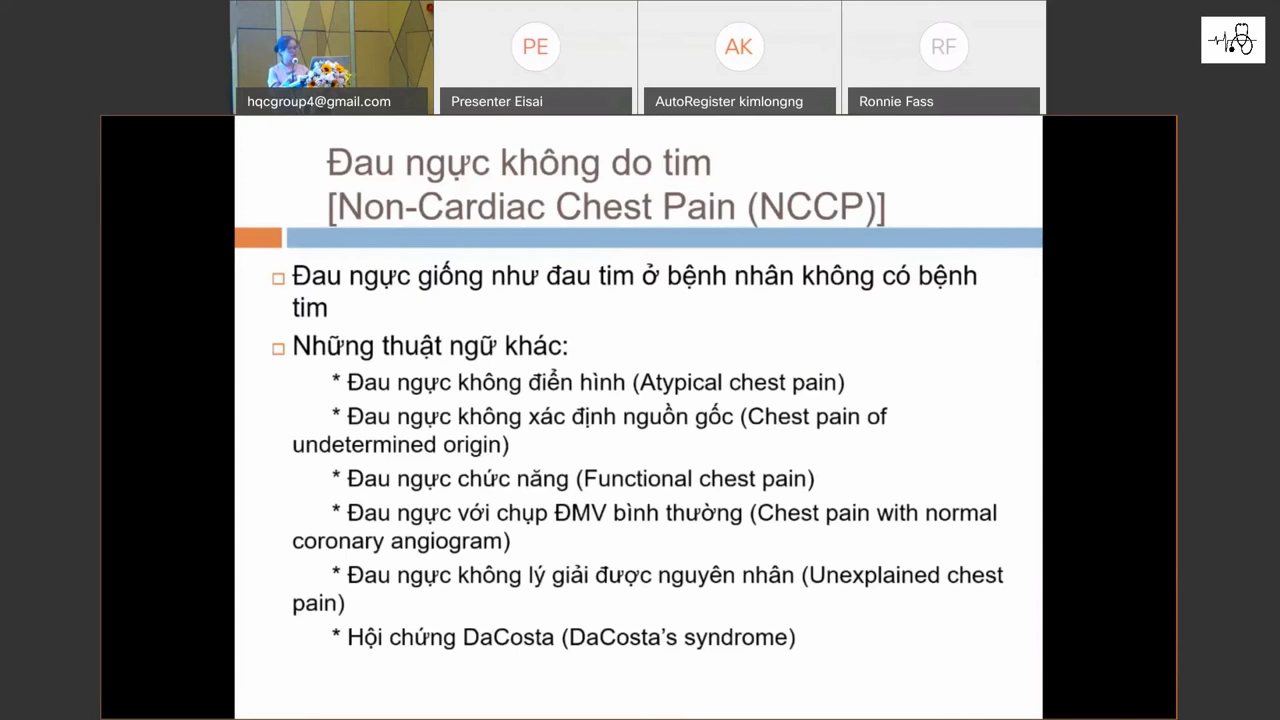 PE
AK
RF
hqcgroup4@gmail.com
Presenter Eisai
AutoRegister kimlongng
Ronnie Fass
Đau ngực không do tim
[Non-Cardiac Chest Pain (NCCP)]
Đau ngực giống như đau tim ở bệnh nhân không có bệnh
tim
Những thuật ngữ khác:
* Đau ngực không điển hình (Atypical chest pain)
* Đau ngực không xác định nguồn gốc (Chest pain of
undetermined origin)
* Đau ngực chức năng (Functional chest pain)
* Đau ngực với chụp ĐMV bình thường (Chest pain with normal
coronary angiogram)
* Đau ngực không lý giải được nguyên nhân (Unexplained chest
pain)
* Hội chứng DaCosta (DaCosta’s syndrome)